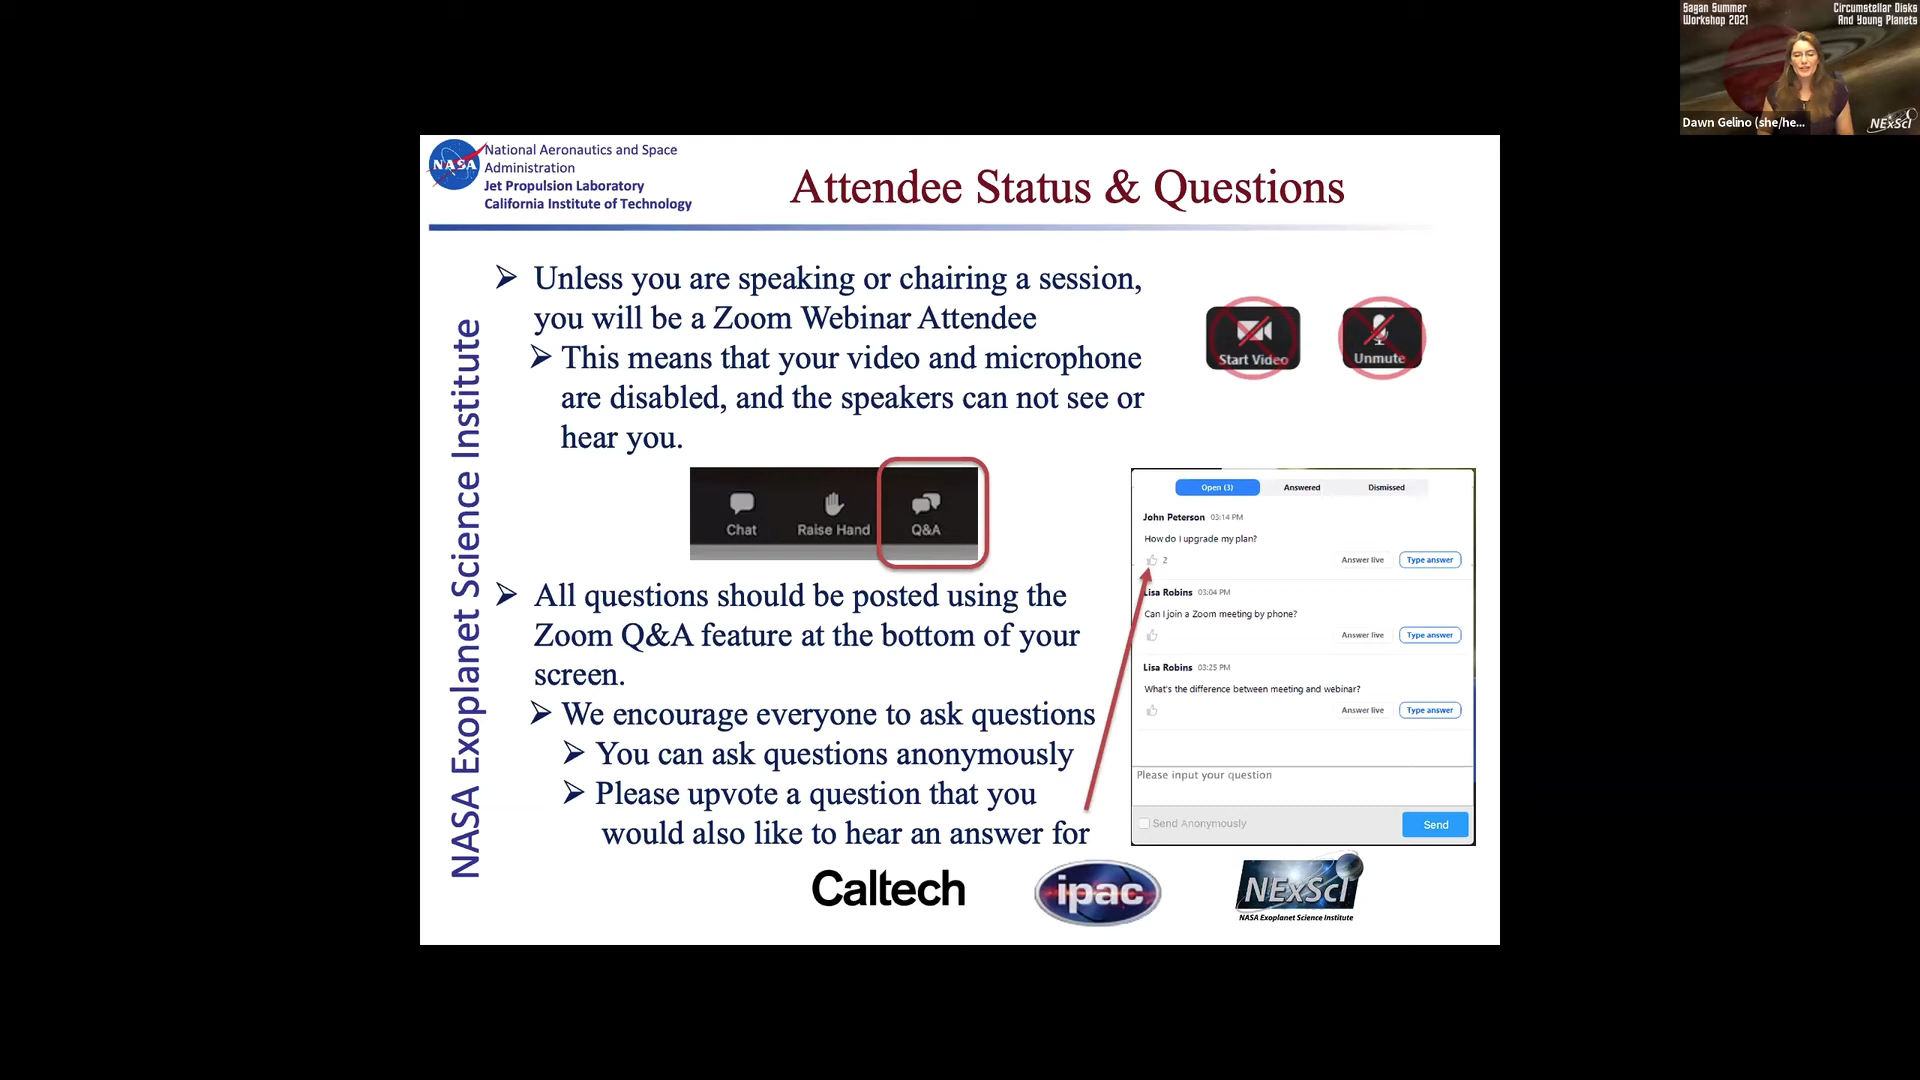 Sagan Summer
Workshop 2021
Circumstellar Disks
And Young Planets
Dawn Gelino (she/he...
NExScI
NASA
National Aeronautics and Space
Administration
Jet Propulsion Laboratory
California Institute of Technology
Attendee Status & Questions
NASA Exoplanet Science Institute
➢ Unless you are speaking or chairing a session,
you will be a Zoom Webinar Attendee
➢ This means that your video and microphone
are disabled, and the speakers can not see or
hear you.
Start Video
Unmute
Chat
Raise Hand
Q&A
➢ All questions should be posted using the
Zoom Q&A feature at the bottom of your
screen.
➢ We encourage everyone to ask questions
➢ You can ask questions anonymously
➢ Please upvote a question that you
would also like to hear an answer for
Open (3)
Answered
Dismissed
John Peterson 03:14 PM
How do I upgrade my plan?
2
Answer live
Type answer
Lisa Robins 03:04 PM
Can I join a Zoom meeting by phone?
Answer live
Type answer
Lisa Robins 03:25 PM
What's the difference between meeting and webinar?
Answer live
Type answer
Please input your question
Send Anonymously
Send
Caltech
ipac
NExScI
NASA Exoplanet Science Institute